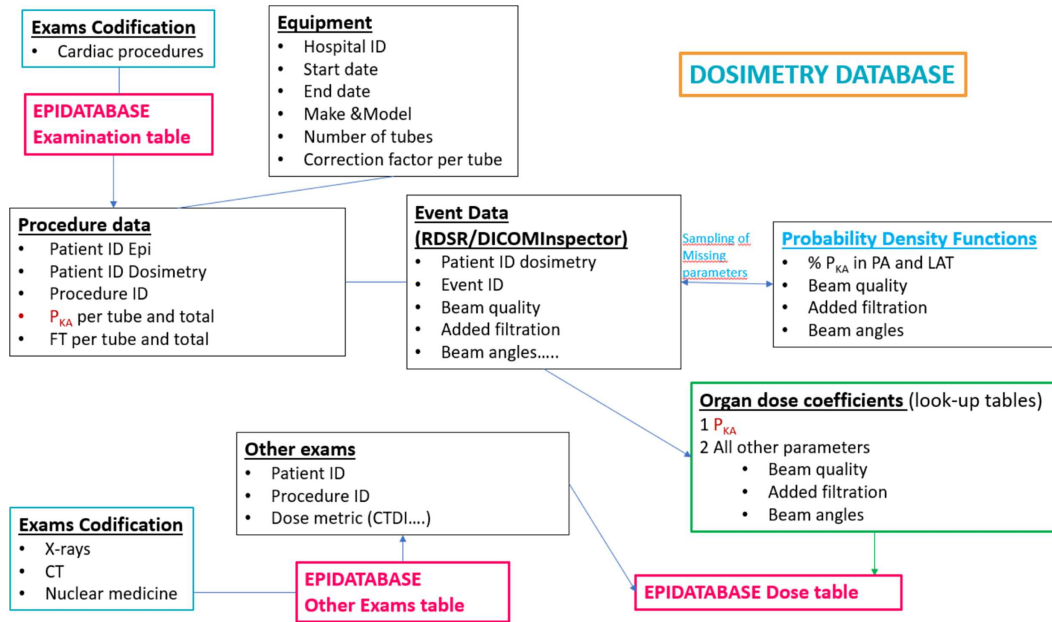 Exams Codification
• Cardiac procedures
EPIDATABASE
Examination table
Equipment
• Hospital ID
• Start date
• End date
• Make &Model
• Number of tubes
• Correction factor per tube
DOSIMETRY DATABASE
Procedure data
• Patient ID Epi
• Patient ID Dosimetry
• Procedure ID
• PKA per tube and total
• FT per tube and total
Event Data
(RDSR/DICOMInspector)
• Patient ID dosimetry
• Event ID
• Beam quality
• Added filtration
• Beam angles.....
Sampling of
Missing
parameters
Probability Density Functions
• % PKA in PA and LAT
• Beam quality
• Added filtration
• Beam angles
Organ dose coefficients (look-up tables)
1 PKA
2 All other parameters
• Beam quality
• Added filtration
• Beam angles
Other exams
• Patient ID
• Procedure ID
• Dose metric (CTDI....)
Exams Codification
• X-rays
• CT
• Nuclear medicine
EPIDATABASE
Other Exams table
EPIDATABASE Dose table